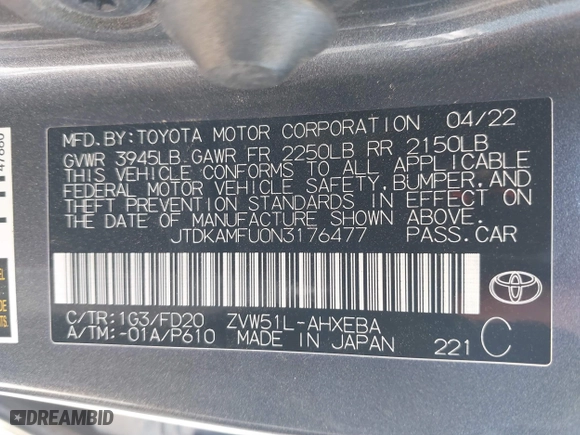 MFD. BY: TOYOTA MOTOR CORPORATION 04/22
GVWR 3945LB GAWR FR 2250LB RR 2150LB
THIS VEHICLE CONFORMS TO ALL APPLICABLE
FEDERAL MOTOR VEHICLE SAFETY, BUMPER, AND
THEFT PREVENTION STANDARDS IN EFFECT ON
THE DATE OF MANUFACTURE SHOWN ABOVE.
JTDKAMFU0N3176477 PASS. CAR
C/TR: 1G3/FD20 ZVW51L-AHXEBA
A/TM: -01A/P610 MADE IN JAPAN 221 C
TOYOTA
DREAMBID